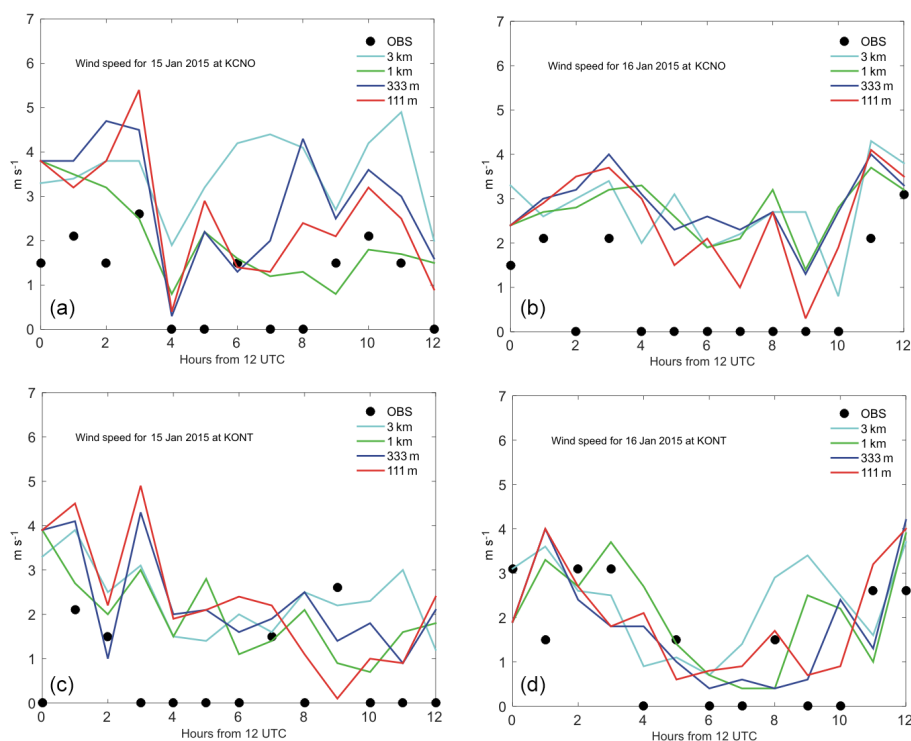 7
6
5
4
3
2
1
0
m s⁻¹
Wind speed for 15 Jan 2015 at KCNO
OBS
3 km
1 km
333 m
111 m
(a)
0 2 4 6 8 10 12
Hours from 12 UTC
7
6
5
4
3
2
1
0
m s⁻¹
Wind speed for 16 Jan 2015 at KCNO
OBS
3 km
1 km
333 m
111 m
(b)
0 2 4 6 8 10 12
Hours from 12 UTC
7
6
5
4
3
2
1
0
m s⁻¹
Wind speed for 15 Jan 2015 at KONT
OBS
3 km
1 km
333 m
111 m
(c)
0 2 4 6 8 10 12
Hours from 12 UTC
7
6
5
4
3
2
1
0
m s⁻¹
Wind speed for 16 Jan 2015 at KONT
OBS
3 km
1 km
333 m
111 m
(d)
0 2 4 6 8 10 12
Hours from 12 UTC